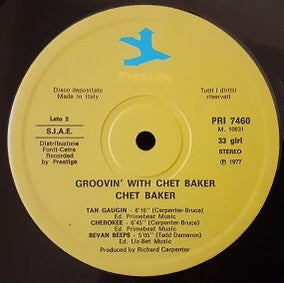 Prestige
Disco depositato
Made in Italy
Tutti i diritti
riservati
Lato 2
S.I.A.E.
Distribuzione
Fonit-Cetra
Recorded
by Prestige
PRI 7460
M. 10631
33 giri
STEREO
Ⓟ 1977
GROOVIN' WITH CHET BAKER
CHET BAKER
TAN GAUGIN - 6'16" (Carpenter-Bruce)
Ed. Primebeat Music
CHEROKEE - 6'45" (Carpenter-Bruce)
Ed. Primebeat Music
BEVAN BEEPS - 5'05" (Tadd Dameron)
Ed. Liz-Bet Music
Produced by Richard Carpenter